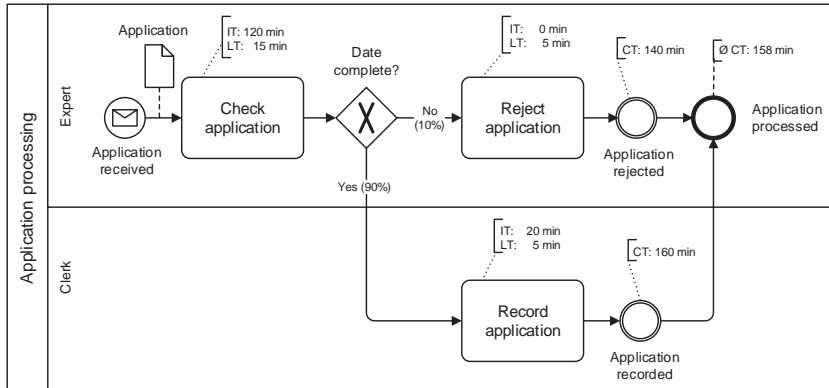 Application processing
Expert
Clerk
Application
IT: 120 min
LT: 15 min
Date
complete?
IT: 0 min
LT: 5 min
CT: 140 min
Ø CT: 158 min
Check
application
No
(10%)
Reject
application
Application
processed
Application
received
Application
rejected
Yes (90%)
IT: 20 min
LT: 5 min
CT: 160 min
Record
application
Application
recorded